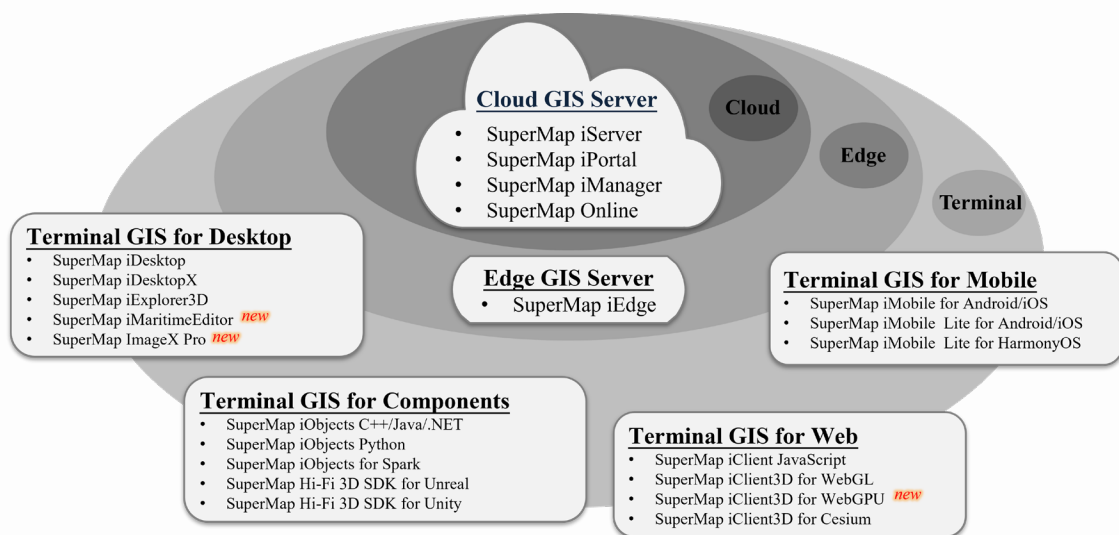 Cloud GIS Server
• SuperMap iServer
• SuperMap iPortal
• SuperMap iManager
• SuperMap Online
Cloud
Edge
Terminal
Terminal GIS for Desktop
• SuperMap iDesktop
• SuperMap iDesktopX
• SuperMap iExplorer3D
• SuperMap iMaritimeEditor new
• SuperMap ImageX Pro new
Edge GIS Server
• SuperMap iEdge
Terminal GIS for Mobile
• SuperMap iMobile for Android/iOS
• SuperMap iMobile Lite for Android/iOS
• SuperMap iMobile Lite for HarmonyOS
Terminal GIS for Components
• SuperMap iObjects C++/Java/.NET
• SuperMap iObjects Python
• SuperMap iObjects for Spark
• SuperMap Hi-Fi 3D SDK for Unreal
• SuperMap Hi-Fi 3D SDK for Unity
Terminal GIS for Web
• SuperMap iClient JavaScript
• SuperMap iClient3D for WebGL
• SuperMap iClient3D for WebGPU new
• SuperMap iClient3D for Cesium